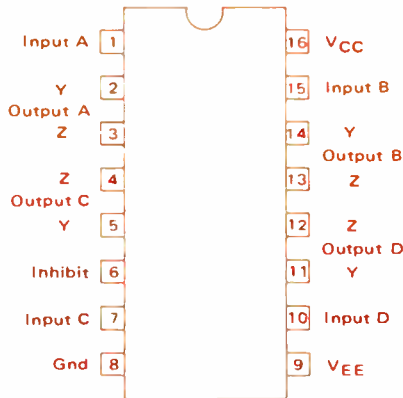 Input A 1 16 VCC
Y 2 15 Input B
Output A
Z 3 14 Y
Output B
Z 4 13 Z
Output C
Y 5 12 Z
Output D
Inhibit 6 11 Y
Input C 7 10 Input D
Gnd 8 9 VEE